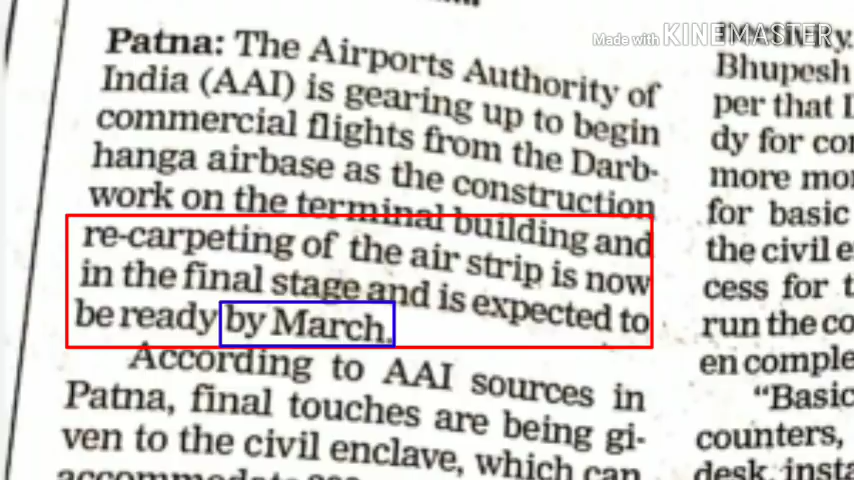 Made with KINEMASTER
Patna: The Airports Authority of
India (AAI) is gearing up to begin
commercial flights from the Darb-
hanga airbase as the construction
work on the terminal building and
re-carpeting of the air strip is now
in the final stage and is expected to
be ready by March.
According to AAI sources in
Patna, final touches are being gi-
ven to the civil enclave, which can
accommodate
Bhupesh
per that
dy for
more
for basic
the civil
cess for
run the
en
"Basic
counters,
desk,